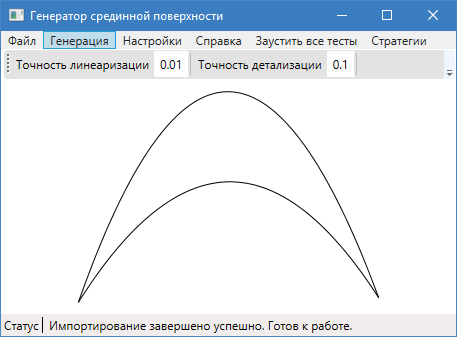 Генератор срединной поверхности
Файл Генерация Настройки Справка Заустить все тесты Стратегии
Точность линеаризации 0.01 Точность детализации 0.1
Статус Импортирование завершено успешно. Готов к работе.